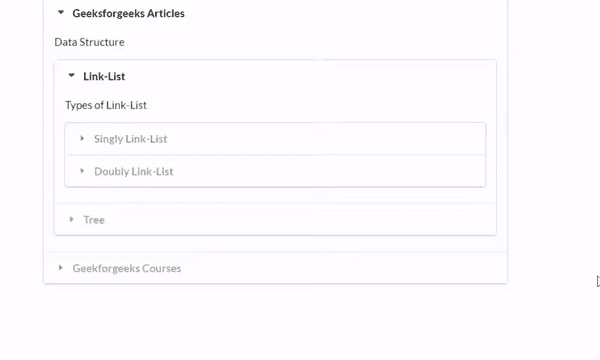 Geeksforgeeks Articles
Data Structure
Link-List
Types of Link-List
Singly Link-List
Doubly Link-List
Tree
Geekforgeeks Courses